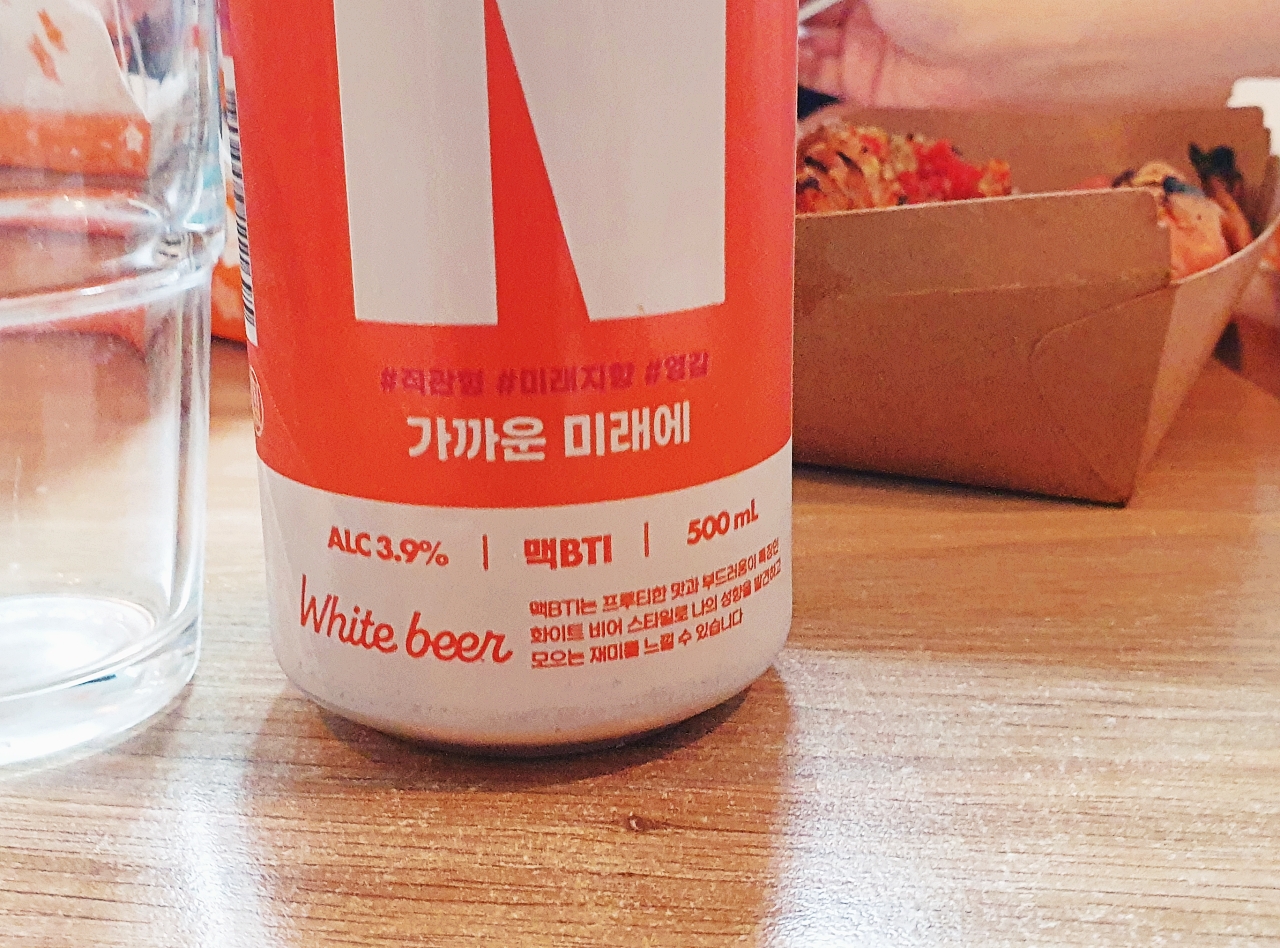 N
#직관형 #미래지향 #영감
가까운 미래에
ALC 3.9% | 맥BTI | 500 mL
White beer
맥BTI는 프루티한 맛과 부드러움이 특징인
화이트 비어 스타일로 나의 성향을 발견하고
모으는 재미를 느낄 수 있습니다